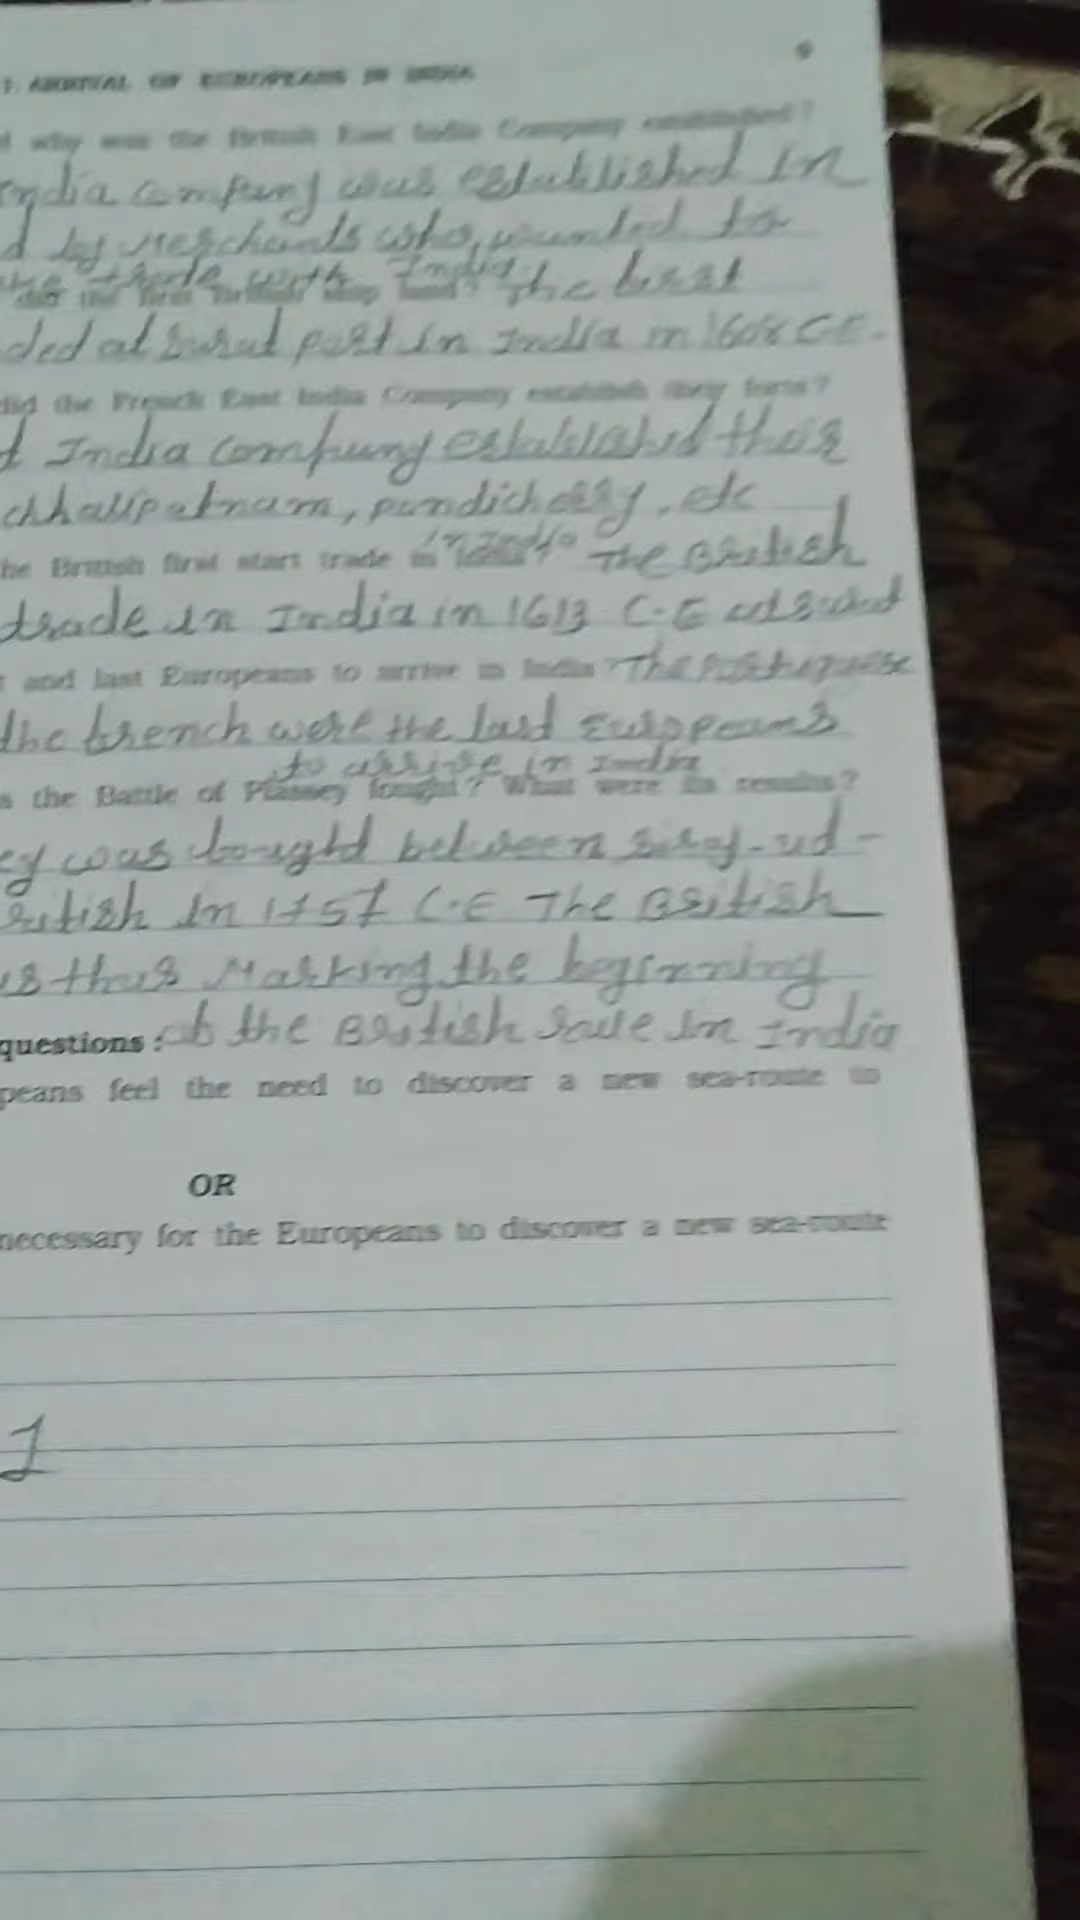 1 ARRIVAL OF EUROPEANS IN INDIA 9
why was the British East India Company established?
India company was established in
d by Merchants who wanted to
trade with India. The first
did the first British ship land?
ded at Surat port in India in 1608 C.E.
did the French East India Company establish their forts?
t India company established their
chhalipatnam, pondicherry, etc
in India The British
he British first start trade in India?
trade in India in 1613 C.E at Surat
t and last Europeans to arrive in India? The Portuguese
the french were the last Europeans
to arrive in India
s the Battle of Plassey fought? What were its results?
ey was fought between Siraj-ud-
British In 1757 C.E The British
us thus Marking the beginning
questions: of the British rule in India
peans feel the need to discover a new sea-route to
OR
necessary for the Europeans to discover a new sea-route